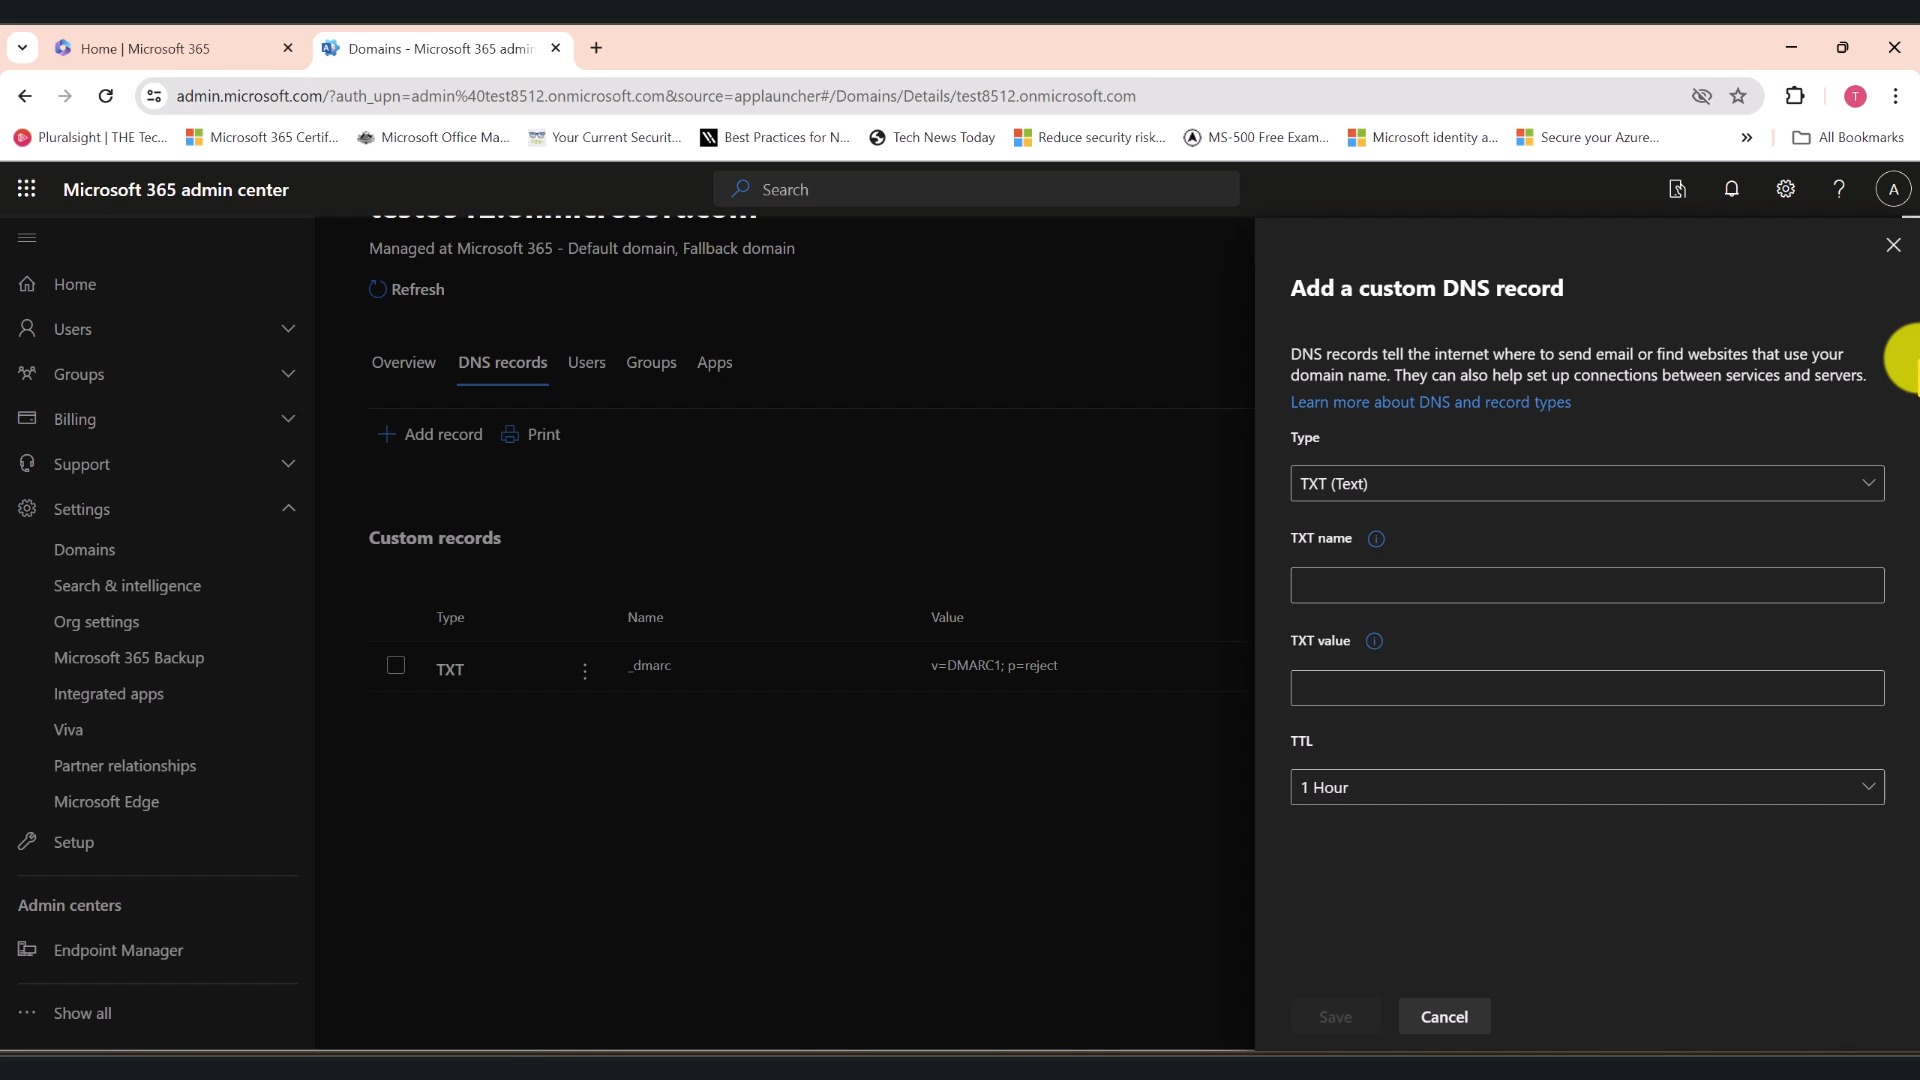 Home | Microsoft 365
Domains - Microsoft 365 admin
admin.microsoft.com/?auth_upn=admin%40test8512.onmicrosoft.com&source=applauncher#/Domains/Details/test8512.onmicrosoft.com
T
Pluralsight | THE Tec...
Microsoft 365 Certif...
Microsoft Office Ma...
Your Current Securit...
Best Practices for N...
Tech News Today
Reduce security risk...
MS-500 Free Exam...
Microsoft identity a...
Secure your Azure...
All Bookmarks
Microsoft 365 admin center
Search
A
Home
Users
Groups
Billing
Support
Settings
Domains
Search & intelligence
Org settings
Microsoft 365 Backup
Integrated apps
Viva
Partner relationships
Microsoft Edge
Setup
Admin centers
Endpoint Manager
Show all
test8512.onmicrosoft.com
Managed at Microsoft 365 - Default domain, Fallback domain
Refresh
Overview
DNS records
Users
Groups
Apps
Add record
Print
Custom records
Type Name Value
TXT _dmarc v=DMARC1; p=reject
Add a custom DNS record
DNS records tell the internet where to send email or find websites that use your
domain name. They can also help set up connections between services and servers.
Learn more about DNS and record types
Type
TXT (Text)
TXT name
TXT value
TTL
1 Hour
Save
Cancel